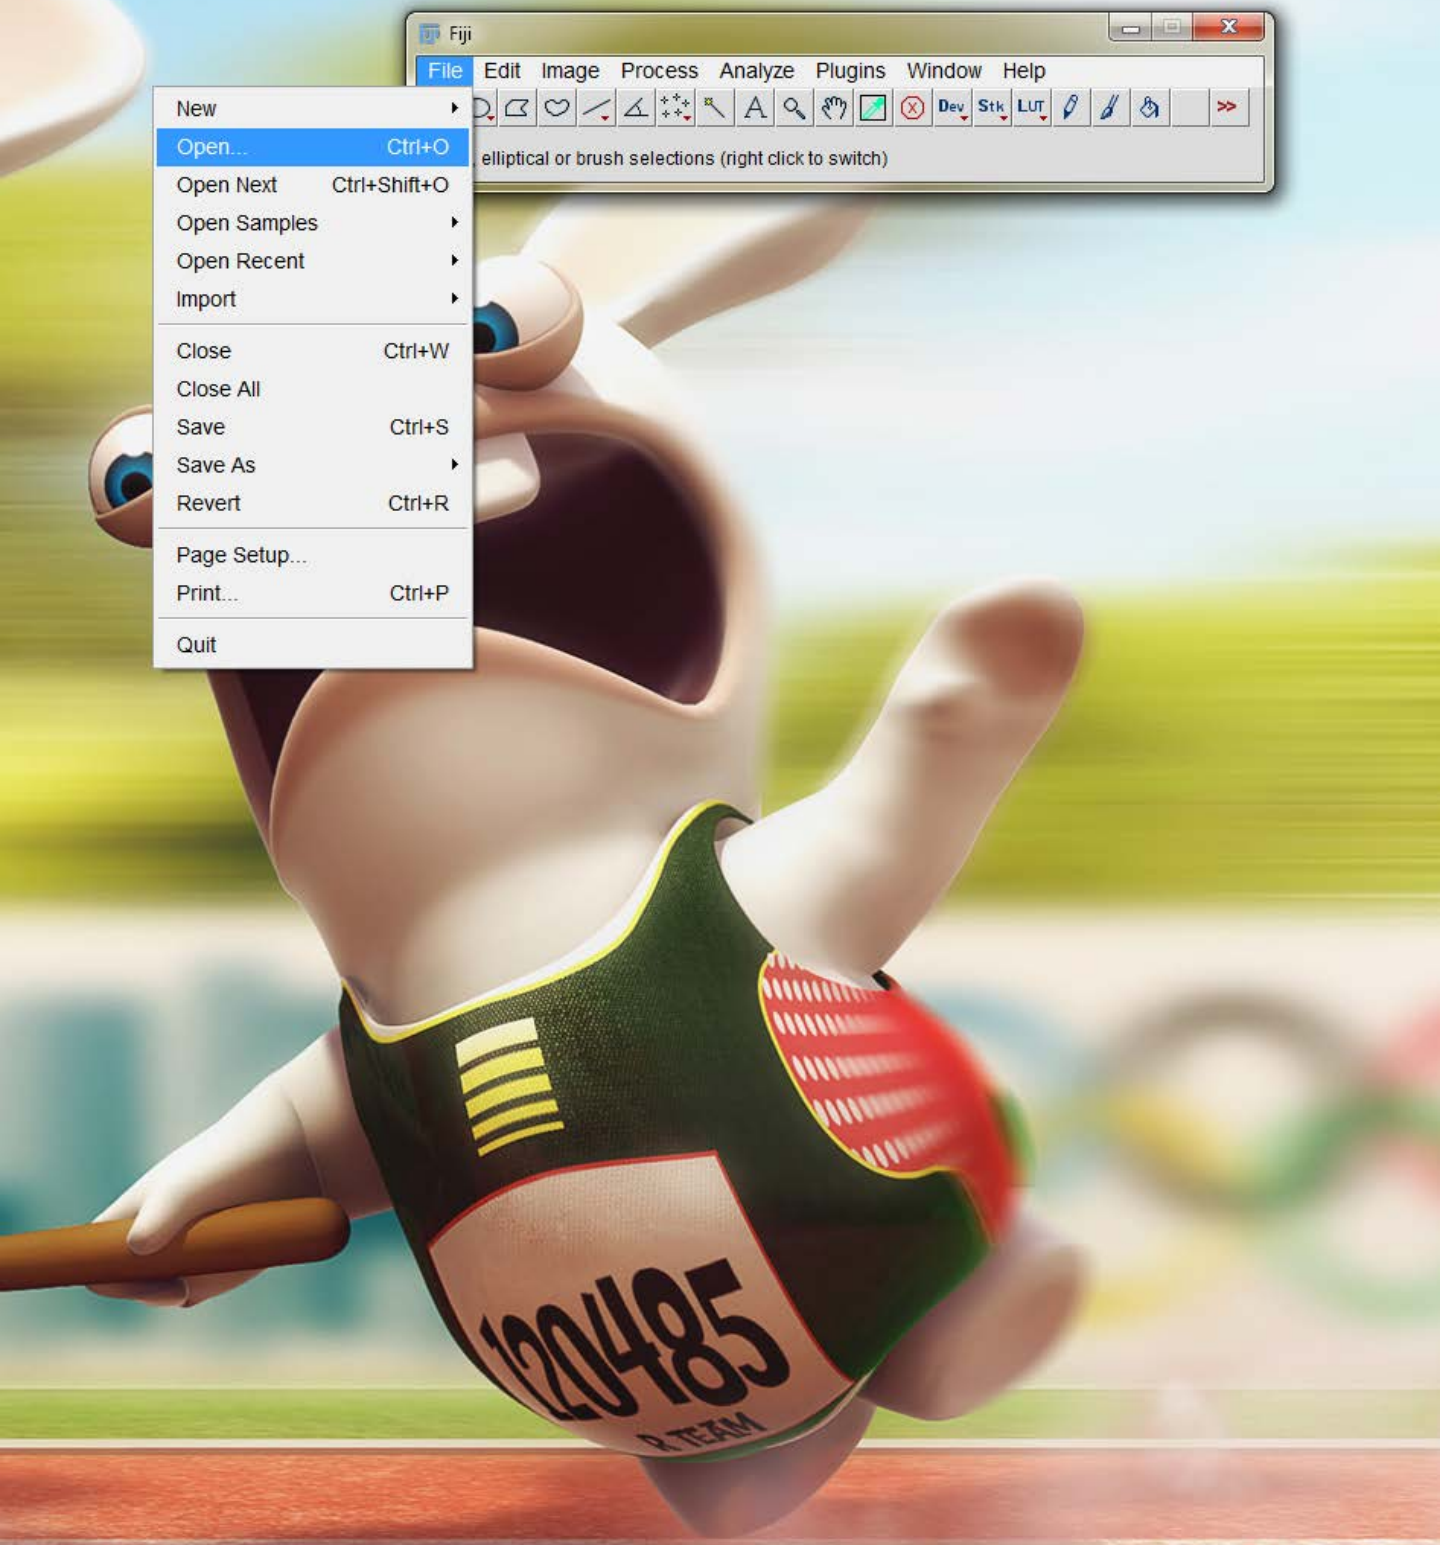 Fiji
File Edit Image Process Analyze Plugins Window Help
Dev Stk LUT >>
elliptical or brush selections (right click to switch)
New
Open... Ctrl+O
Open Next Ctrl+Shift+O
Open Samples
Open Recent
Import
Close Ctrl+W
Close All
Save Ctrl+S
Save As
Revert Ctrl+R
Page Setup...
Print... Ctrl+P
Quit
120485
R TEAM